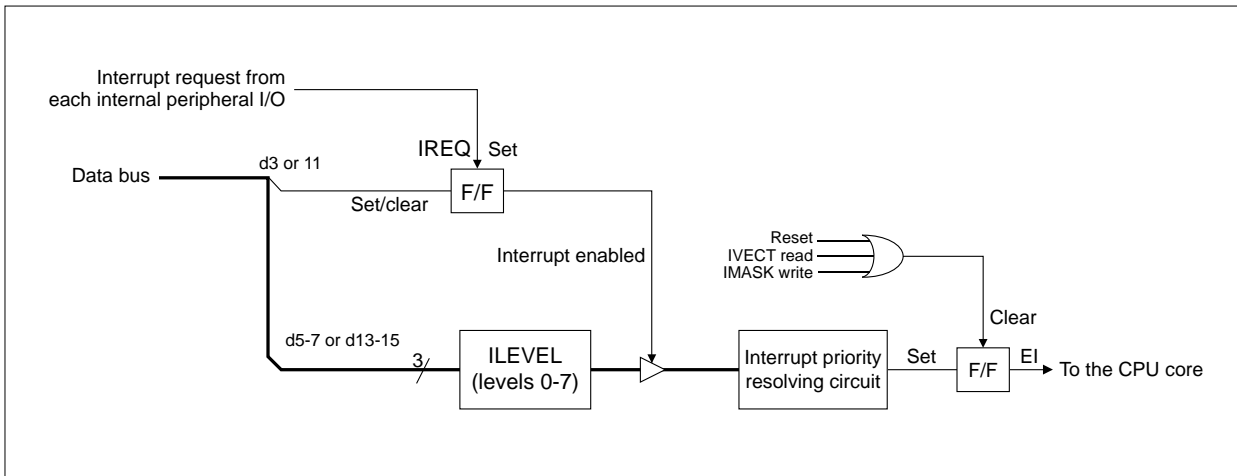 Interrupt request from
each internal peripheral I/O
IREQ Set
d3 or 11
Data bus
F/F
Set/clear
Interrupt enabled
Reset
IVECT read
IMASK write
Clear
d5-7 or d13-15
3
ILEVEL
(levels 0-7)
Interrupt priority
resolving circuit
Set
F/F
EI
To the CPU core